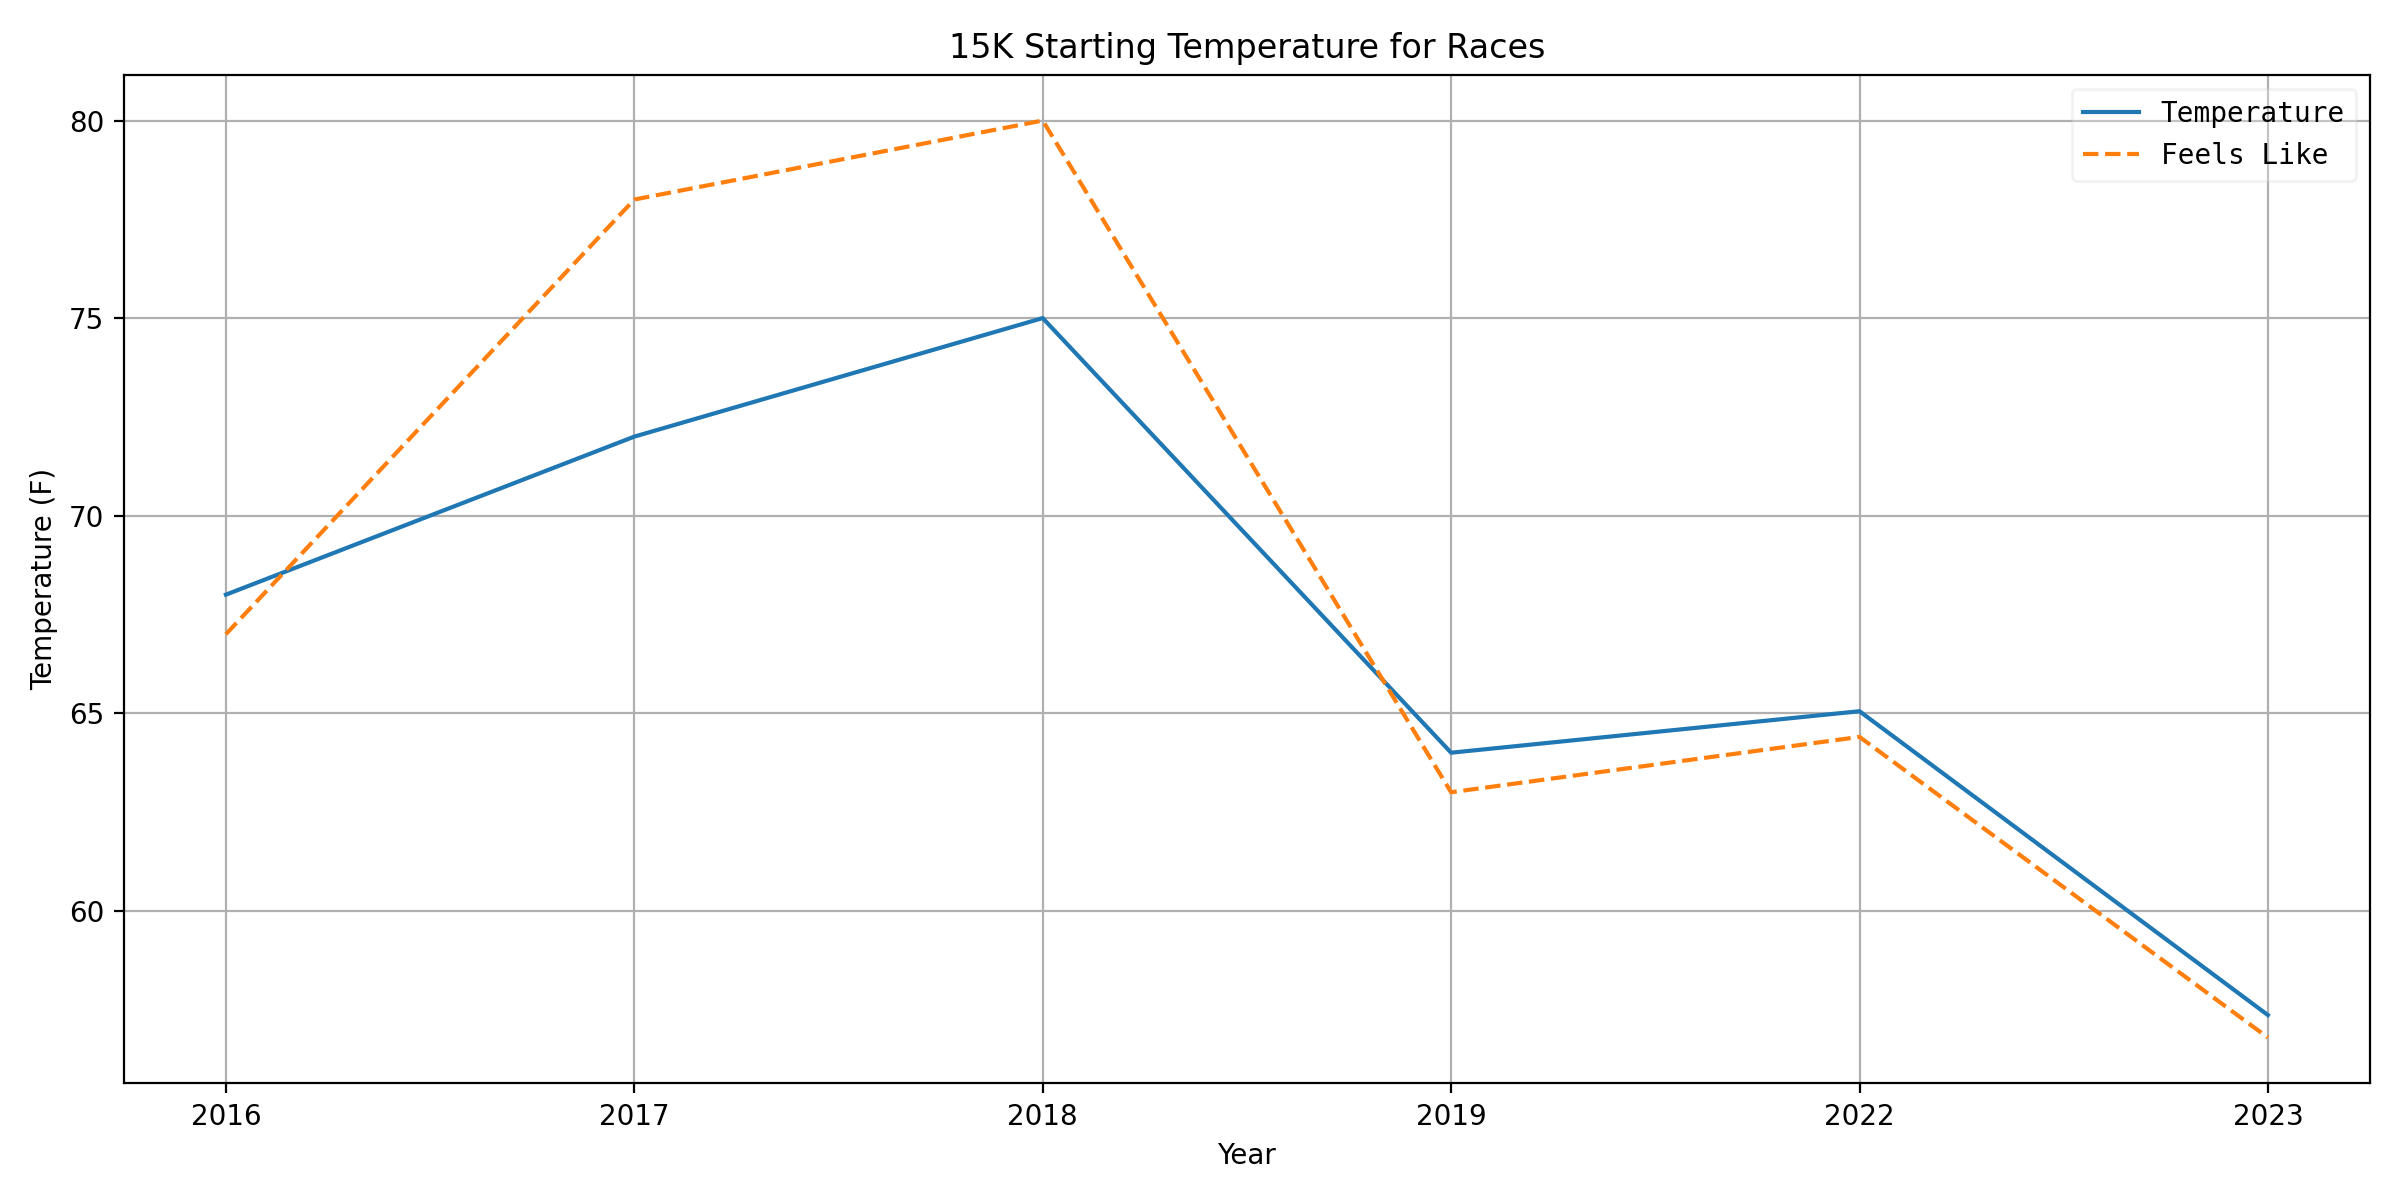 15K Starting Temperature for Races
Temperature
Feels Like
80
75
70
65
60
Temperature (F)
2016 2017 2018 2019 2022 2023
Year